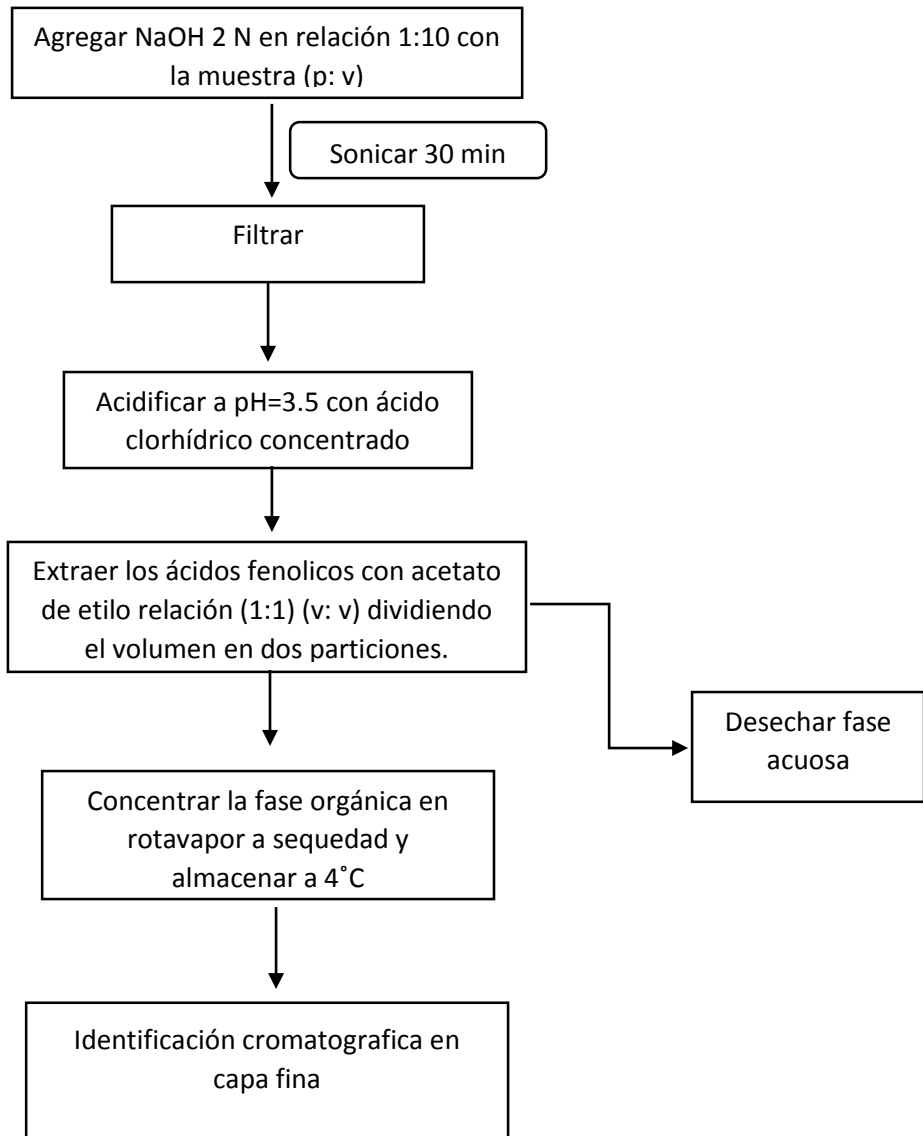 Agregar NaOH 2 N en relación 1:10 con
la muestra (p: v)
Sonicar 30 min
Filtrar
Acidificar a pH=3.5 con ácido
clorhídrico concentrado
Extraer los ácidos fenolicos con acetato
de etilo relación (1:1) (v: v) dividiendo
el volumen en dos particiones.
Desechar fase
acuosa
Concentrar la fase orgánica en
rotavapor a sequedad y
almacenar a 4˚C
Identificación cromatografica en
capa fina